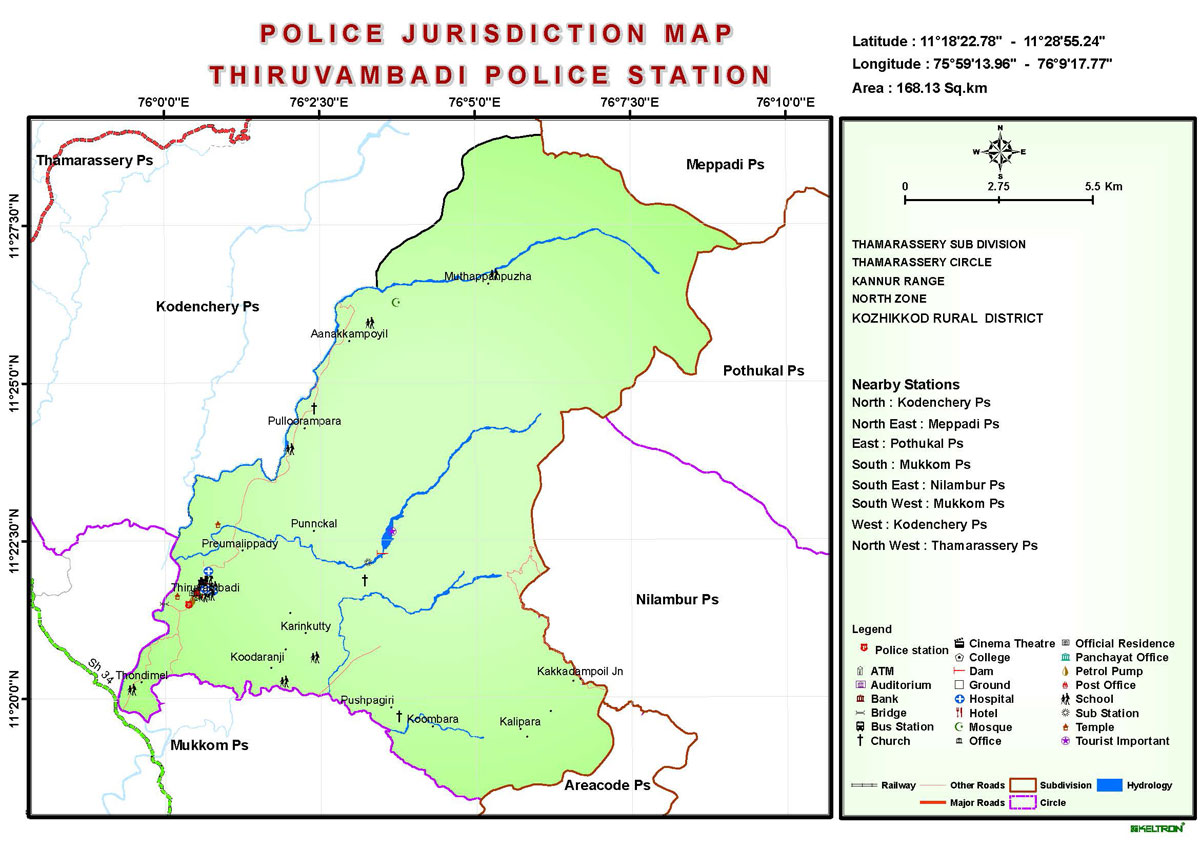 POLICE JURISDICTION MAP
THIRUVAMBADI POLICE STATION
Latitude : 11°18'22.78" - 11°28'55.24"
Longitude : 75°59'13.96" - 76°9'17.77"
Area : 168.13 Sq.km
76°0'0"E 76°2'30"E 76°5'0"E 76°7'30"E 76°10'0"E
11°27'30"N
11°25'0"N
11°22'30"N
11°20'0"N
Thamarassery Ps
Meppadi Ps
Muthappanpuzha
Kodenchery Ps
Aanakkampoyil
Pothukal Ps
Pulloorampara
Punnckal
Preumalippady
Thiruvambadi
Nilambur Ps
Karinkutty
Koodaranji
Sh 34
Thondimel
Kakkadampoil Jn
Pushpagiri
Koombara
Kalipara
Mukkom Ps
Areacode Ps
N
W E
S
0 2.75 5.5 Km
THAMARASSERY SUB DIVISION
THAMARASSERY CIRCLE
KANNUR RANGE
NORTH ZONE
KOZHIKKOD RURAL DISTRICT
Nearby Stations
North : Kodenchery Ps
North East : Meppadi Ps
East : Pothukal Ps
South : Mukkom Ps
South East : Nilambur Ps
South West : Mukkom Ps
West : Kodenchery Ps
North West : Thamarassery Ps
Legend
Police station
ATM
Auditorium
Bank
Bridge
Bus Station
Church
Cinema Theatre
College
Dam
Ground
Hospital
Hotel
Mosque
Office
Official Residence
Panchayat Office
Petrol Pump
Post Office
School
Sub Station
Temple
Tourist Important
Railway Other Roads Subdivision Hydrology
Major Roads Circle
KELTRON